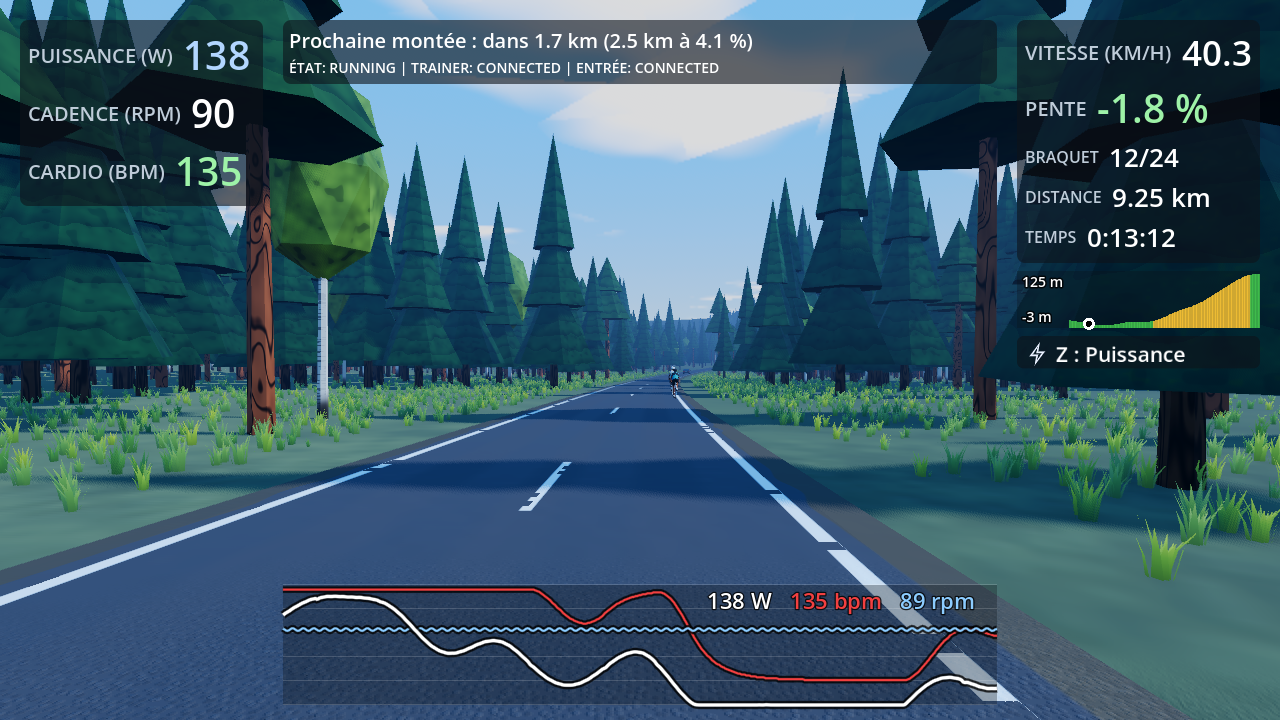 PUISSANCE (W) 138
CADENCE (RPM) 90
CARDIO (BPM) 135
Prochaine montée : dans 1.7 km (2.5 km à 4.1 %)
ÉTAT: RUNNING | TRAINER: CONNECTED | ENTRÉE: CONNECTED
VITESSE (KM/H) 40.3
PENTE -1.8 %
BRAQUET 12/24
DISTANCE 9.25 km
TEMPS 0:13:12
125 m
-3 m
Z : Puissance
138 W 135 bpm 89 rpm